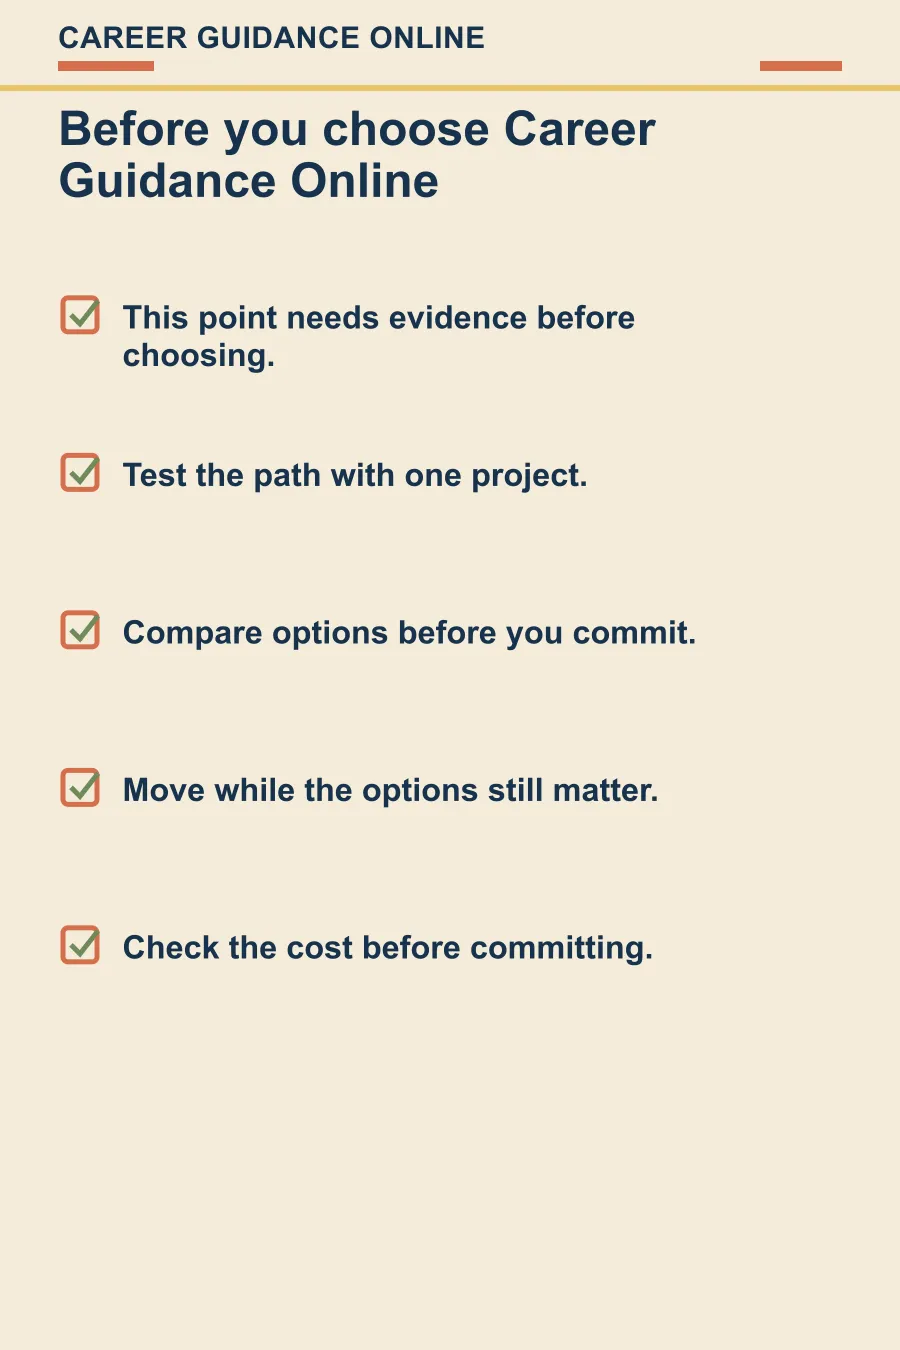 CAREER GUIDANCE ONLINE
Before you choose Career
Guidance Online
This point needs evidence before
choosing.
Test the path with one project.
Compare options before you commit.
Move while the options still matter.
Check the cost before committing.